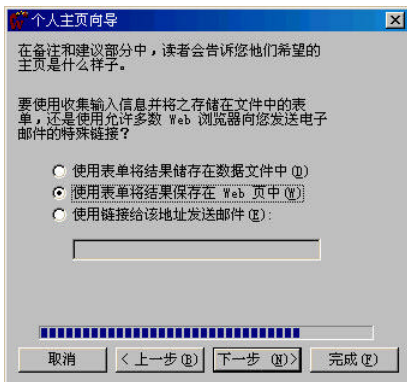 个人主页向导
在备注和建议部分中，读者会告诉您他们希望的
主页是什么样子。
要使用收集输入信息并将之存储在文件中的表
单，还是使用允许多数 Web 浏览器向您发送电子
邮件的特殊链接？
使用表单将结果储存在数据文件中(D)
使用表单将结果保存在 Web 页中(W)
使用链接给该地址发送邮件(E):
取消
< 上一步(B)
下一步 (N)>
完成(F)